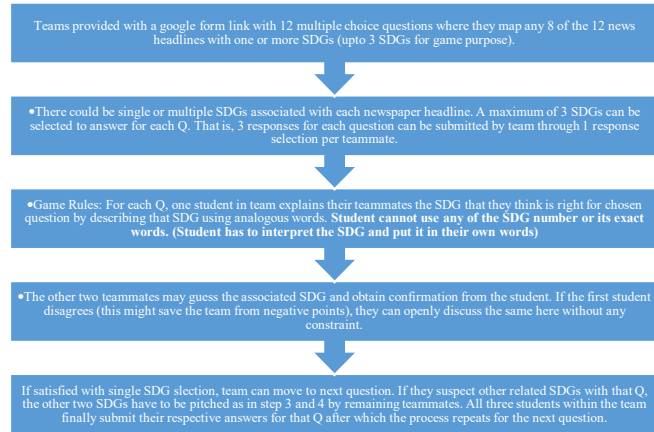 Teams provided with a google form link with 12 multiple choice questions where they map any 8 of the 12 news
headlines with one or more SDGs (upto 3 SDGs for game purpose).
•There could be single or multiple SDGs associated with each newspaper headline. A maximum of 3 SDGs can be
selected to answer for each Q. That is, 3 responses for each question can be submitted by team through 1 response
selection per teammate.
•Game Rules: For each Q, one student in team explains their teammates the SDG that they think is right for chosen
question by describing that SDG using analogous words. Student cannot use any of the SDG number or its exact
words. (Student has to interpret the SDG and put it in their own words)
•The other two teammates may guess the associated SDG and obtain confirmation from the student. If the first student
disagrees (this might save the team from negative points), they can openly discuss the same here without any
constraint.
If satisfied with single SDG slection, team can move to next question. If they suspect other related SDGs with that Q,
the other two SDGs have to be pitched as in step 3 and 4 by remaining teammates. All three students within the team
finally submit their respective answers for that Q after which the process repeats for the next question.